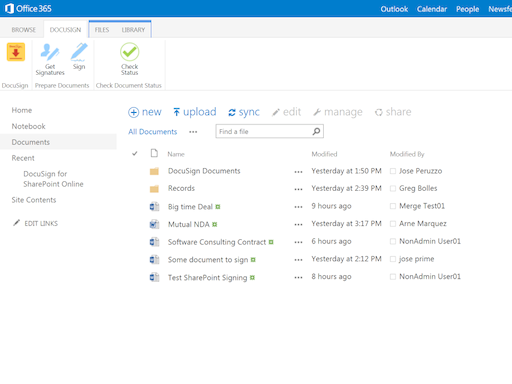 Office 365 Outlook Calendar People Newsfe
BROWSE DOCUSIGN FILES LIBRARY
Get Signatures Sign Check Status
DocuSign Prepare Documents Check Document Status
Home
Notebook
Documents
Recent
DocuSign for SharePoint Online
Site Contents
EDIT LINKS
new upload sync edit manage share
All Documents ••• Find a file
Name Modified Modified By
DocuSign Documents ••• Yesterday at 1:50 PM Jose Peruzzo
Records ••• Yesterday at 2:39 PM Greg Bolles
Big time Deal ••• 9 hours ago Merge Test01
Mutual NDA ••• Yesterday at 3:17 PM Arne Marquez
Software Consulting Contract ••• 6 hours ago NonAdmin User01
Some document to sign ••• Yesterday at 2:12 PM jose prime
Test SharePoint Signing ••• 8 hours ago NonAdmin User01